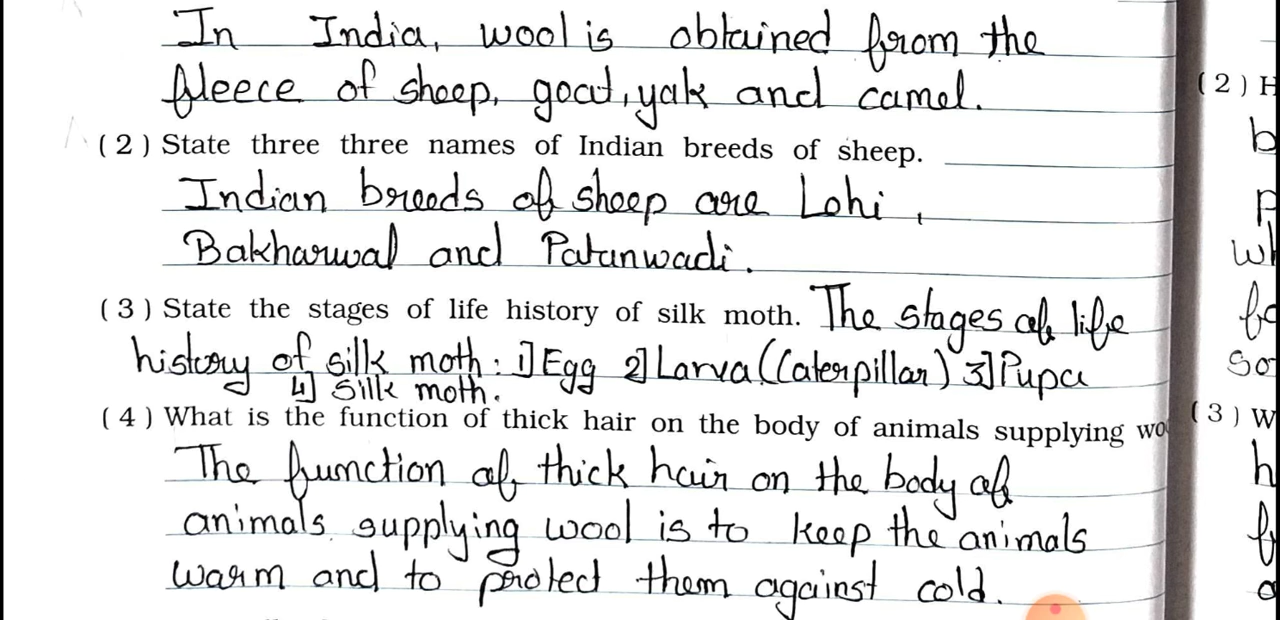 In India, wool is obtained from the
fleece of sheep, goat, yak and camel.
(2) State three three names of Indian breeds of sheep.
Indian breeds of sheep are Lohi,
Bakharwal and Patanwadi.
(3) State the stages of life history of silk moth. The stages of life
history of silk moth: 1] Egg 2] Larva (Caterpillar) 3] Pupa
4] Silk moth.
(4) What is the function of thick hair on the body of animals supplying wo
The function of thick hair on the body of
animals supplying wool is to keep the animals
warm and to protect them against cold.
(2) H
b
p
wh
fo
so
(3) W
h
f